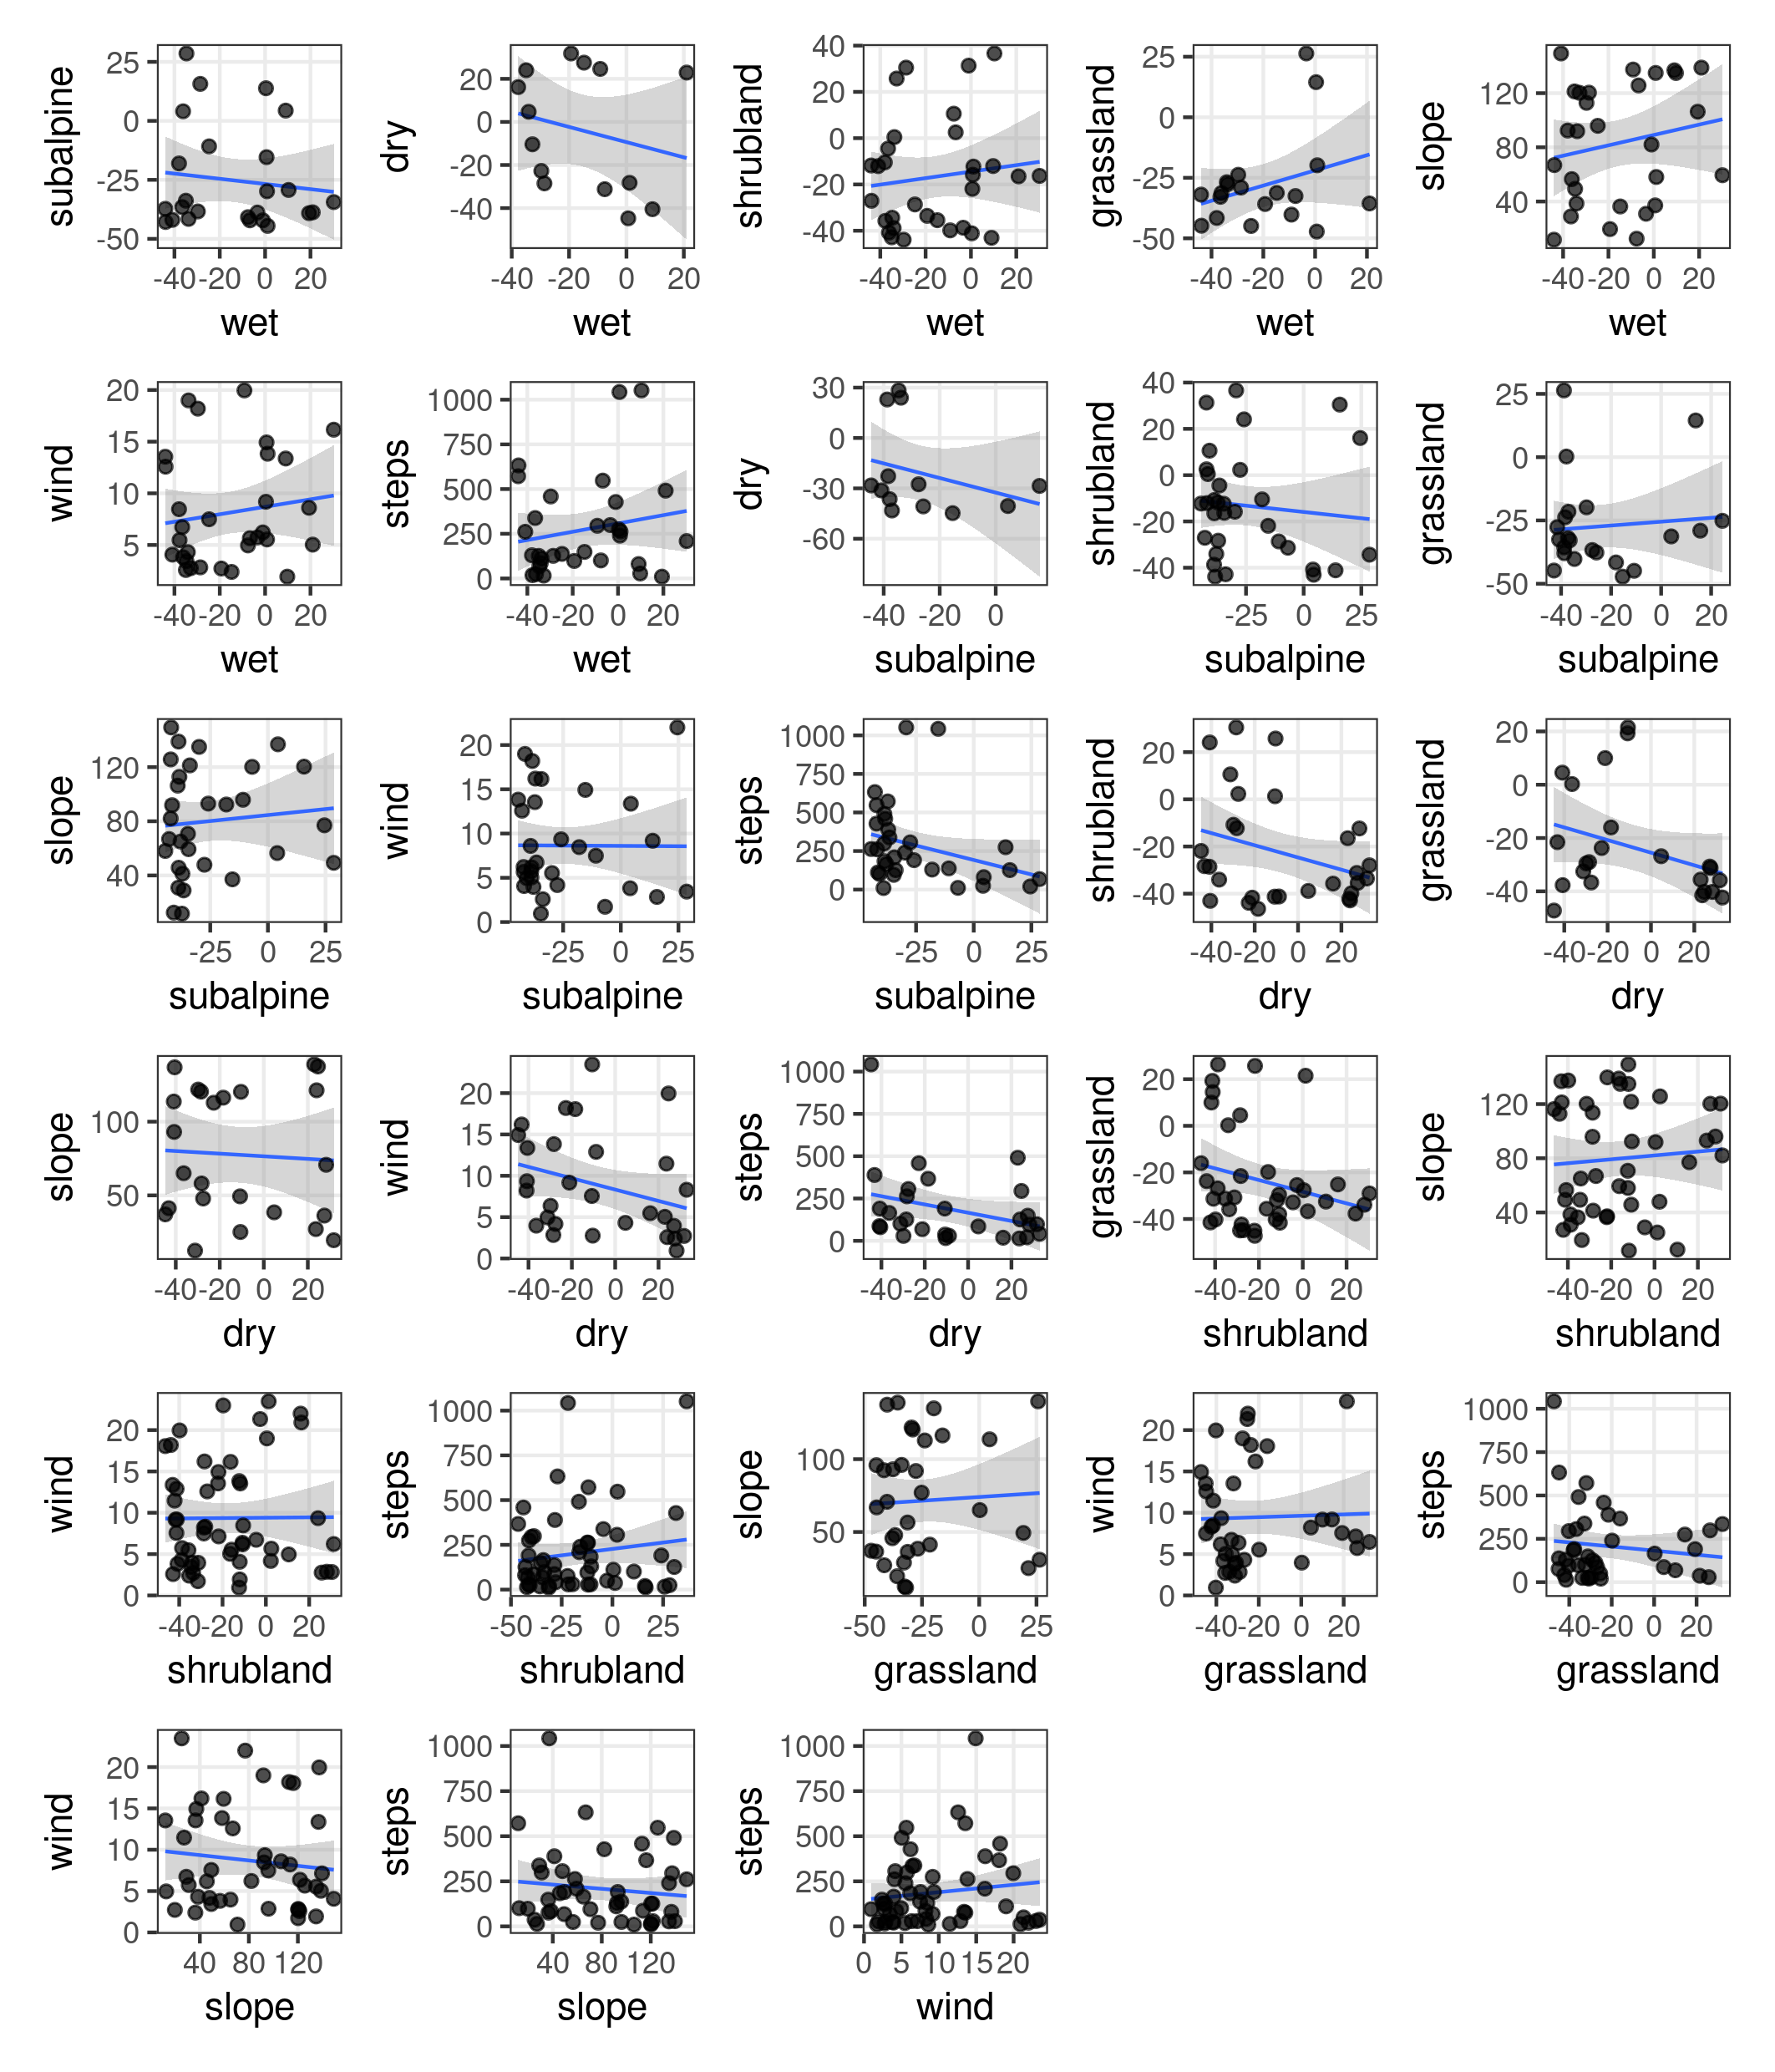 subalpine 25 0 -25 -50 -40 -20 0 20 wet
dry 20 0 -20 -40 -40 -20 0 20 wet
shrubland 40 20 0 -20 -40 -40 -20 0 20 wet
grassland 25 0 -25 -50 -40 -20 0 20 wet
slope 120 80 40 -40 -20 0 20 wet
wind 20 15 10 5 -40 -20 0 20 wet
steps 1000 750 500 250 0 -40 -20 0 20 wet
dry 30 0 -30 -60 -40 -20 0 subalpine
shrubland 40 20 0 -20 -40 -25 0 25 subalpine
grassland 25 0 -25 -50 -40 -20 0 20 subalpine
slope 120 80 40 -25 0 25 subalpine
wind 20 15 10 5 0 -25 0 25 subalpine
steps 1000 750 500 250 0 -25 0 25 subalpine
shrubland 20 0 -20 -40 -40 -20 0 20 dry
grassland 20 0 -20 -40 -40 -20 0 20 dry
slope 100 50 -40 -20 0 20 dry
wind 20 15 10 5 0 -40 -20 0 20 dry
steps 1000 750 500 250 0 -40 -20 0 20 dry
grassland 20 0 -20 -40 -40 -20 0 20 shrubland
slope 120 80 40 -40 -20 0 20 shrubland
wind 20 15 10 5 0 -40 -20 0 20 shrubland
steps 1000 750 500 250 0 -50 -25 0 25 shrubland
slope 100 50 -50 -25 0 25 grassland
wind 20 15 10 5 0 -40 -20 0 20 grassland
steps 1000 750 500 250 0 -40 -20 0 20 grassland
wind 20 15 10 5 0 40 80 120 slope
steps 1000 750 500 250 0 40 80 120 slope
steps 1000 750 500 250 0 0 5 10 15 20 wind